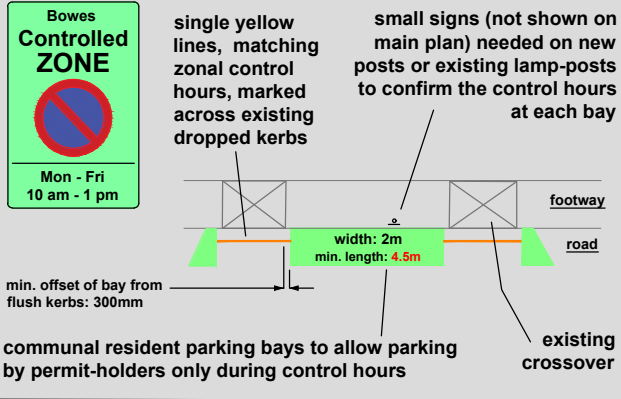 Bowes
Controlled
ZONE
Mon - Fri
10 am - 1 pm
single yellow
lines, matching
zonal control
hours, marked
across existing
dropped kerbs
small signs (not shown on
main plan) needed on new
posts or existing lamp-posts
to confirm the control hours
at each bay
footway
road
width: 2m
min. length: 4.5m
min. offset of bay from
flush kerbs: 300mm
communal resident parking bays to allow parking
by permit-holders only during control hours
existing
crossover